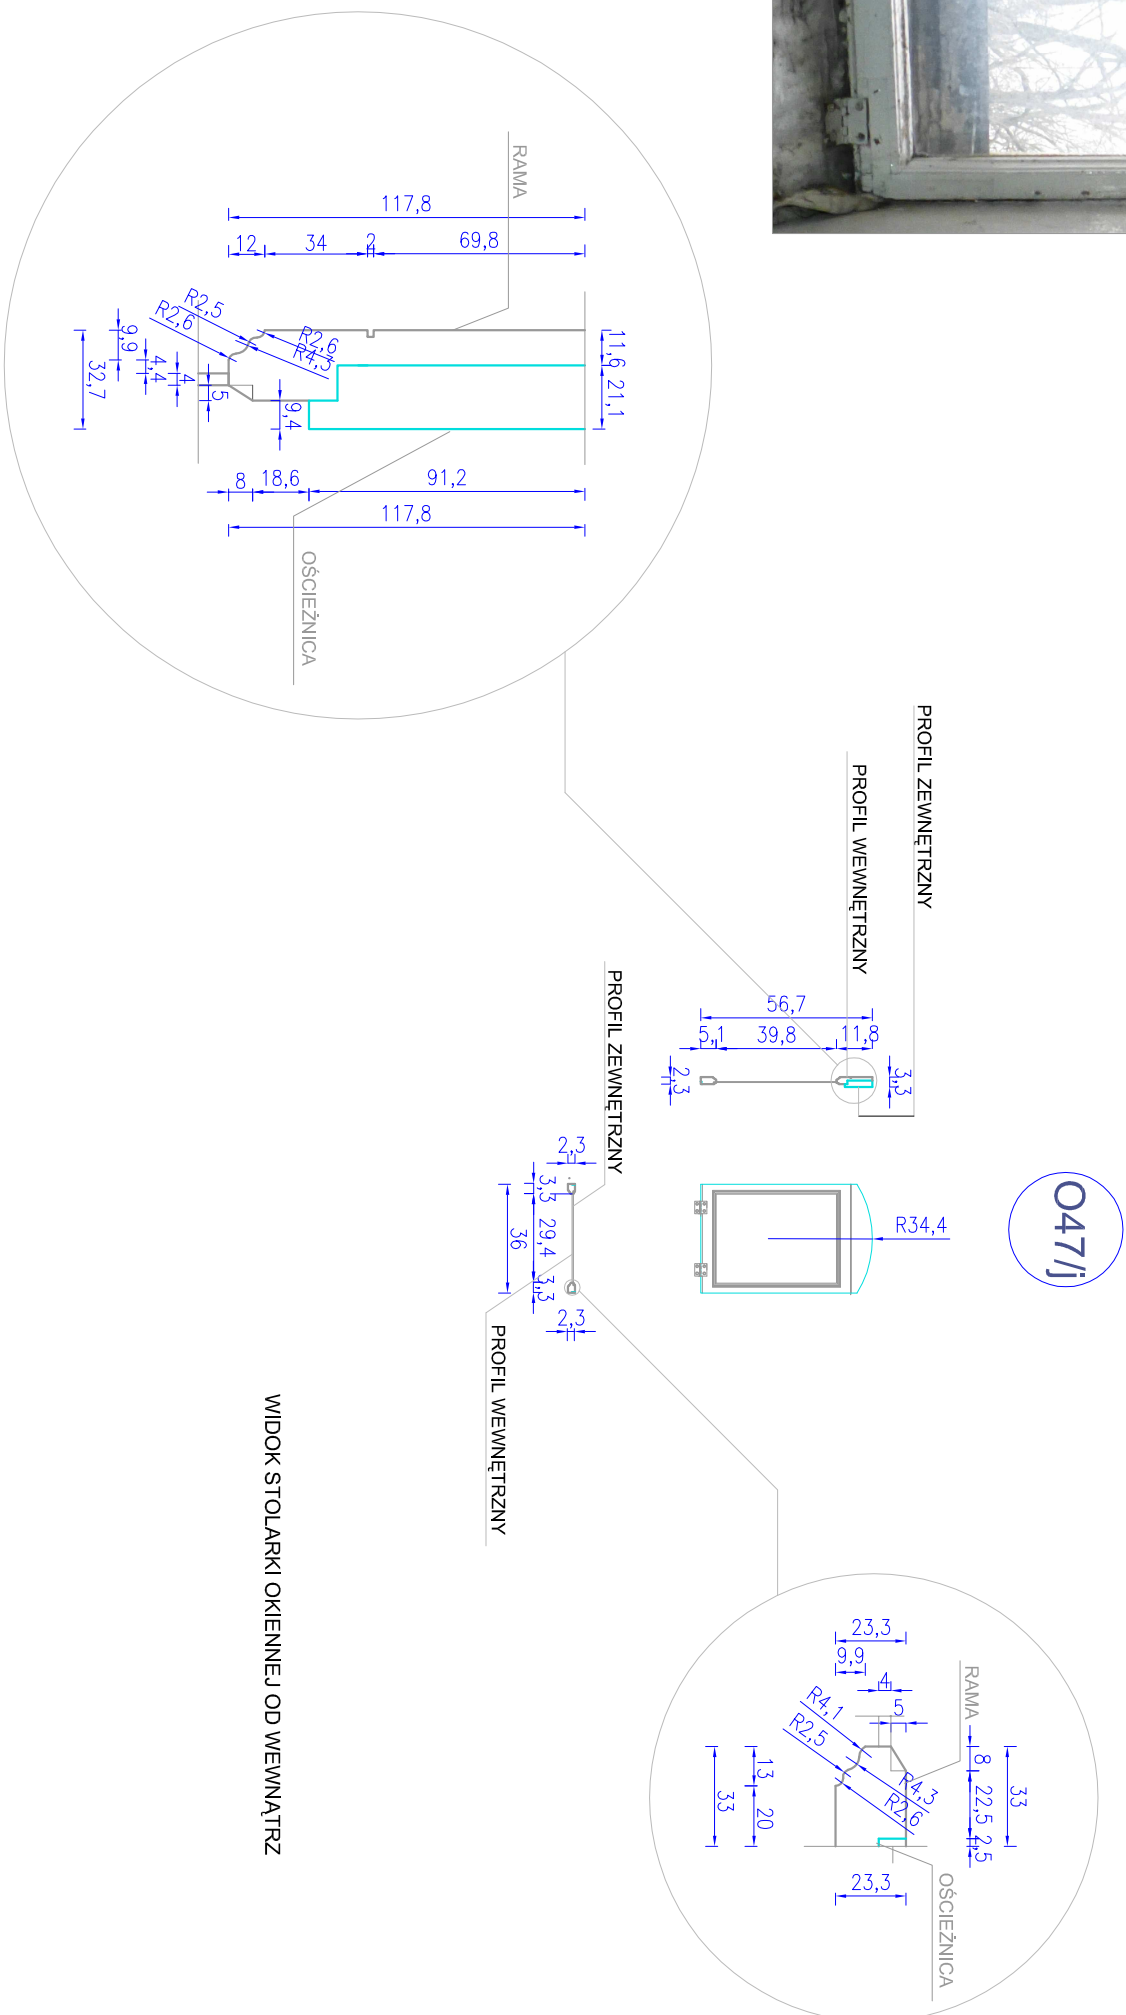 RAMA
117,8
12
34
2
69,8
R2,5
R2,6
R2,6
R4,3
9,9
4,4
4
5
32,7
9,4
11,6
21,1
8
18,6
91,2
117,8
OŚCIEŻNICA
PROFIL ZEWNĘTRZNY
PROFIL WEWNĘTRZNY
56,7
5,1
39,8
11,8
2,3
3,3
O47/j
R34,4
PROFIL ZEWNĘTRZNY
2,3
3,3
29,4
36
3,3
2,3
PROFIL WEWNĘTRZNY
WIDOK STOLARKI OKIENNEJ OD WEWNĄTRZ
23,3
9,9
4
5
RAMA
R4,1
R2,5
R4,3
R2,6
13
20
33
8
22,5
2,5
33
23,3
OŚCIEŻNICA